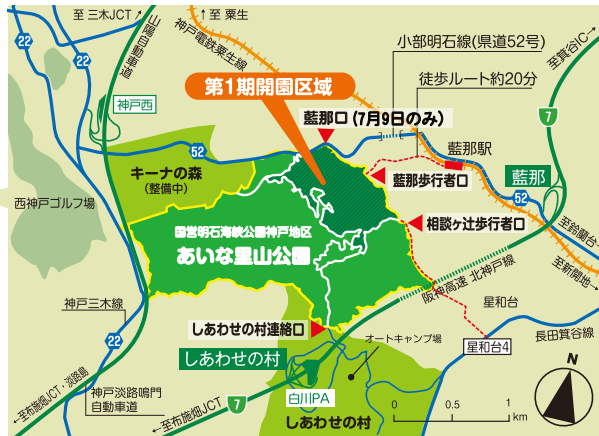 至 三木JCT
至 粟生
22
山陽自動車道
神戸電鉄粟生線
小部明石線(県道52号)
至箕谷IC
22
第1期開園区域
徒歩ルート約20分
神戸西
藍那口 (7月9日のみ)
7
52
藍那駅
キーナの森
(整備中)
藍那歩行者口
藍那
西神戸ゴルフ場
52
国営明石海峡公園神戸地区
あいな里山公園
相談ヶ辻歩行者口
至鈴蘭台
至新開地
阪神高速 北神戸線
神戸三木線
星和台
しあわせの村連絡口
長田箕谷線
22
オートキャンプ場
星和台4
しあわせの村
至布施畑JCT・淡路島
神戸淡路鳴門
自動車道
白川PA
N
至布施畑JCT
7
しあわせの村
0 0.5 1
km